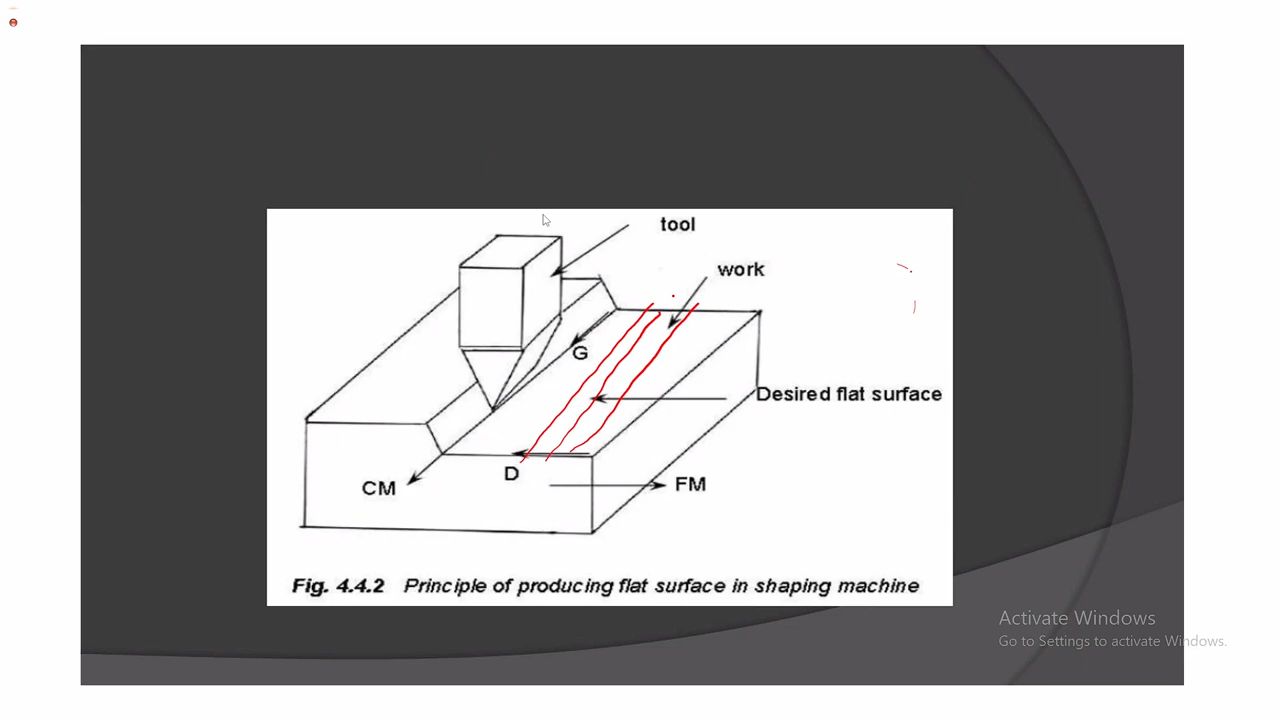 tool
work
G
Desired flat surface
D
CM
FM
Fig. 4.4.2 Principle of producing flat surface in shaping machine
Activate Windows
Go to Settings to activate Windows.